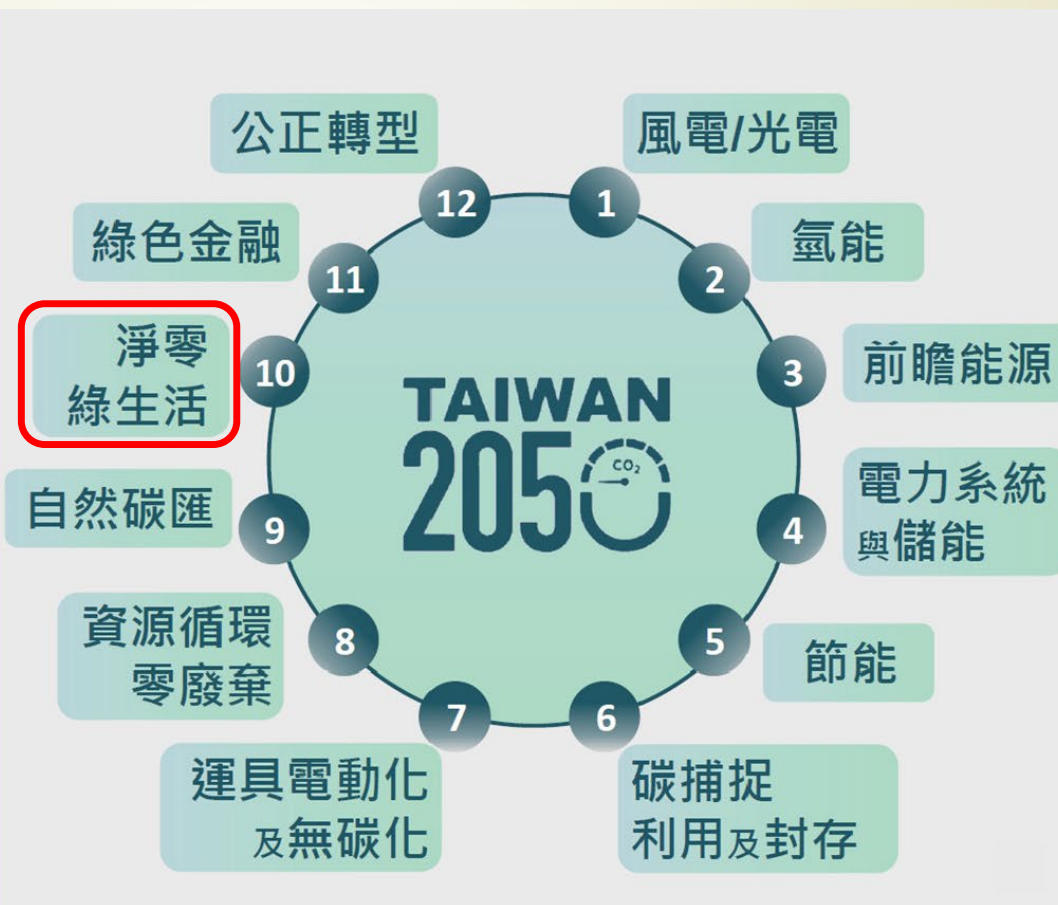 公正轉型
風電/光電
12
1
綠色金融
氫能
11
2
淨零
綠生活
10
3
前瞻能源
TAIWAN
2050
CO₂
自然碳匯
9
4
電力系統
與儲能
資源循環
零廢棄
8
5
節能
7
6
運具電動化
及無碳化
碳捕捉
利用及封存